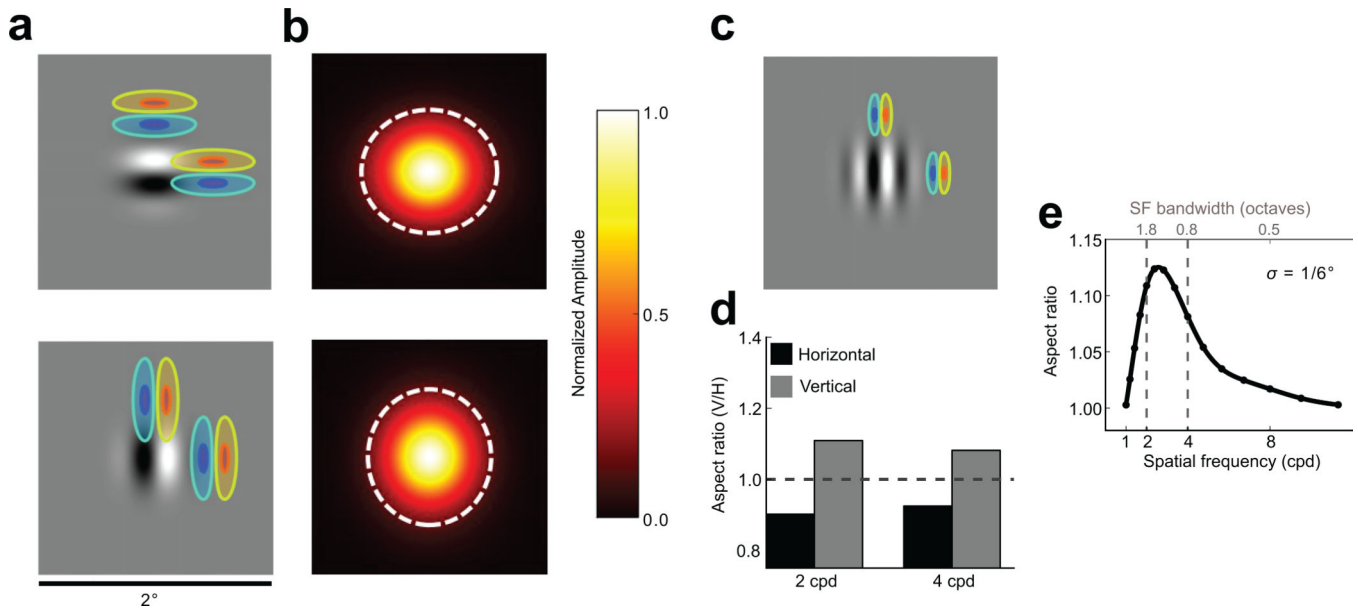 a
2°
b
Normalized Amplitude
1.0
0.5
0.0
c
d
Aspect ratio (V/H)
1.4
1.2
1.0
0.8
Horizontal
Vertical
2 cpd
4 cpd
e
SF bandwidth (octaves)
1.8 0.8 0.5
σ = 1/6°
Aspect ratio
1.15
1.10
1.05
1.00
1 2 4 8
Spatial frequency (cpd)